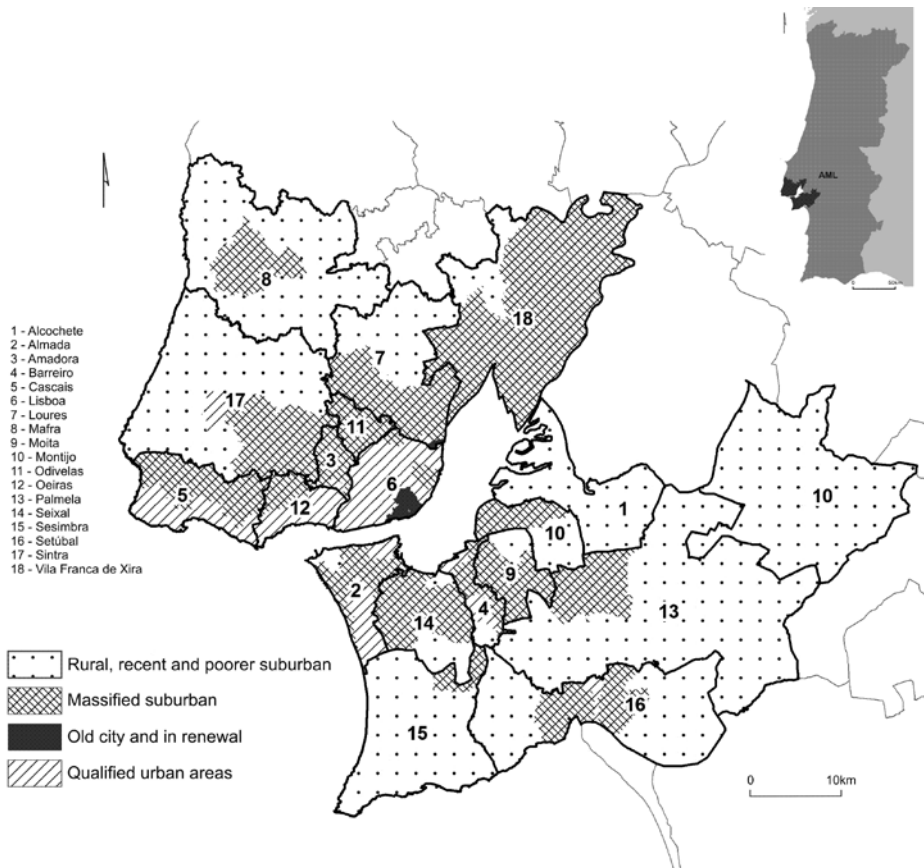 AML
0 50km
1 - Alcochete
2 - Almada
3 - Amadora
4 - Barreiro
5 - Cascais
6 - Lisboa
7 - Loures
8 - Mafra
9 - Moita
10 - Montijo
11 - Odivelas
12 - Oeiras
13 - Palmela
14 - Seixal
15 - Sesimbra
16 - Setúbal
17 - Sintra
18 - Vila Franca de Xira
8
18
7
17
11
3
6
5
12
10
1
10
2
9
4
14
13
16
15
Rural, recent and poorer suburban
Massified suburban
Old city and in renewal
Qualified urban areas
0 10km